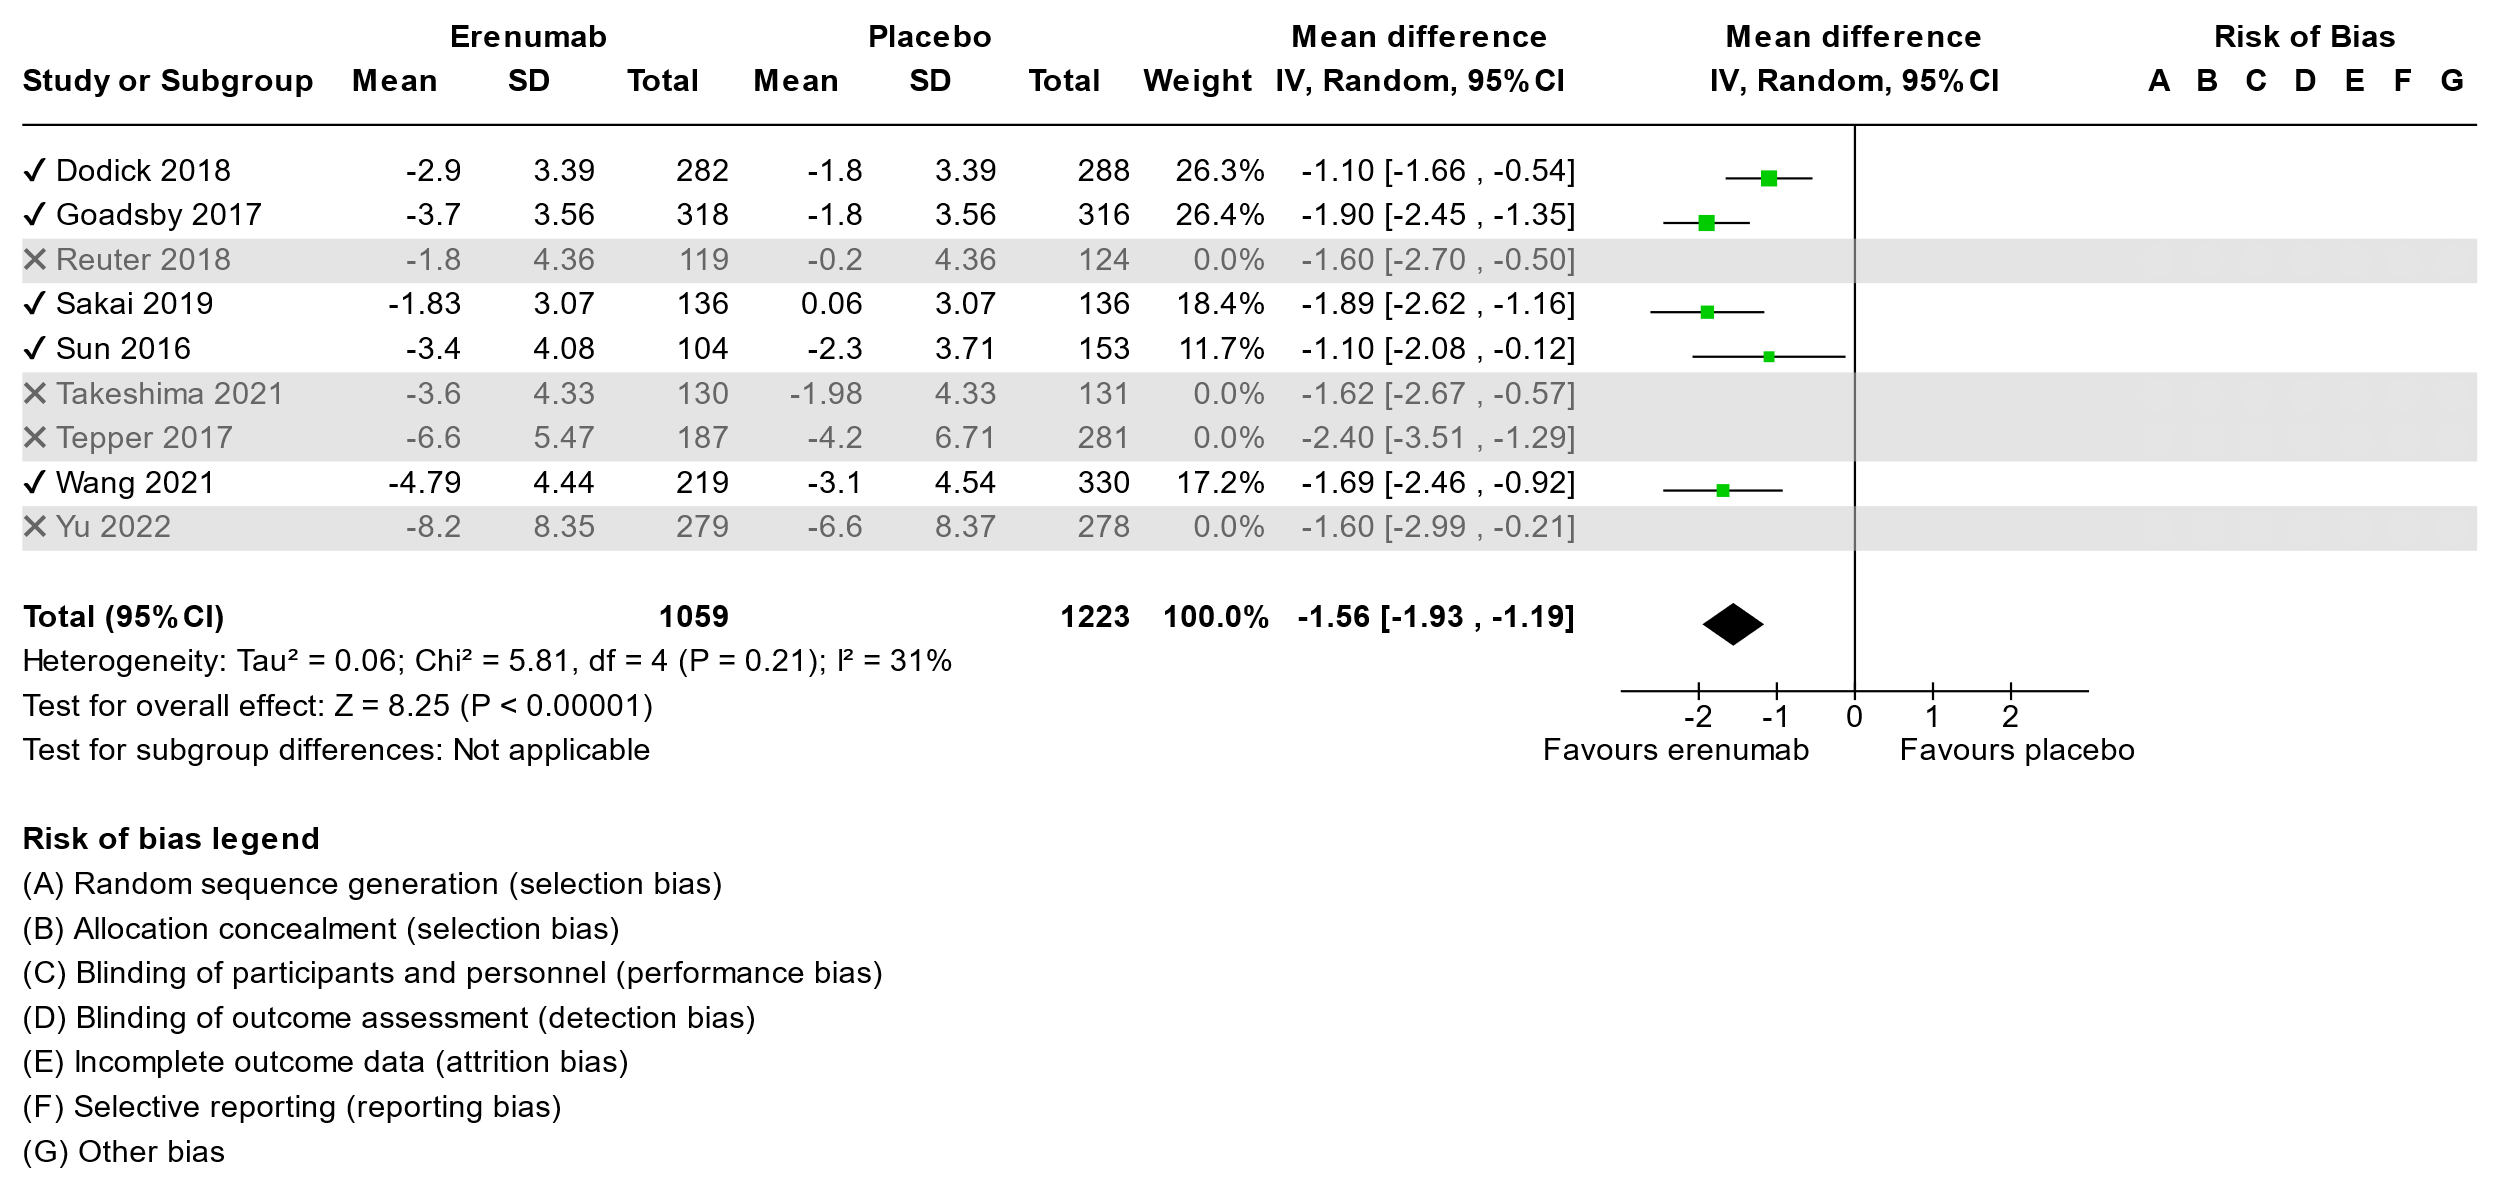 Erenumab Placebo Mean difference Mean difference Risk of Bias
Study or Subgroup Mean SD Total Mean SD Total Weight IV, Random, 95% CI IV, Random, 95% CI A B C D E F G
✓ Dodick 2018 -2.9 3.39 282 -1.8 3.39 288 26.3% -1.10 [-1.66 , -0.54]
✓ Goadsby 2017 -3.7 3.56 318 -1.8 3.56 316 26.4% -1.90 [-2.45 , -1.35]
✕ Reuter 2018 -1.8 4.36 119 -0.2 4.36 124 0.0% -1.60 [-2.70 , -0.50]
✓ Sakai 2019 -1.83 3.07 136 0.06 3.07 136 18.4% -1.89 [-2.62 , -1.16]
✓ Sun 2016 -3.4 4.08 104 -2.3 3.71 153 11.7% -1.10 [-2.08 , -0.12]
✕ Takeshima 2021 -3.6 4.33 130 -1.98 4.33 131 0.0% -1.62 [-2.67 , -0.57]
✕ Tepper 2017 -6.6 5.47 187 -4.2 6.71 281 0.0% -2.40 [-3.51 , -1.29]
✓ Wang 2021 -4.79 4.44 219 -3.1 4.54 330 17.2% -1.69 [-2.46 , -0.92]
✕ Yu 2022 -8.2 8.35 279 -6.6 8.37 278 0.0% -1.60 [-2.99 , -0.21]
Total (95% CI) 1059 1223 100.0% -1.56 [-1.93 , -1.19]
Heterogeneity: Tau² = 0.06; Chi² = 5.81, df = 4 (P = 0.21); I² = 31%
Test for overall effect: Z = 8.25 (P < 0.00001)
-2 -1 0 1 2
Test for subgroup differences: Not applicable
Favours erenumab Favours placebo
Risk of bias legend
(A) Random sequence generation (selection bias)
(B) Allocation concealment (selection bias)
(C) Blinding of participants and personnel (performance bias)
(D) Blinding of outcome assessment (detection bias)
(E) Incomplete outcome data (attrition bias)
(F) Selective reporting (reporting bias)
(G) Other bias